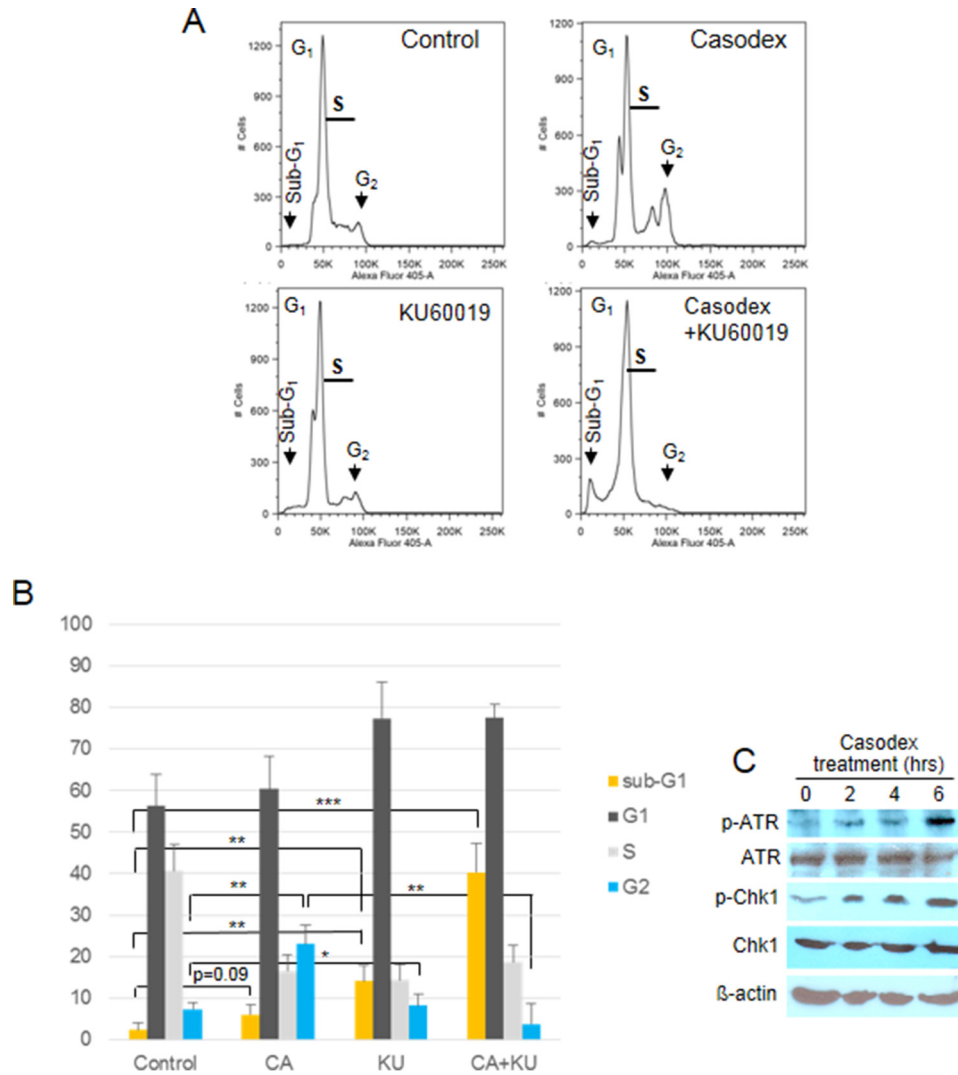 A
Control
G1
S
Sub-G1
G2
# Cells
1200
900
600
300
0
0 50K 100K 150K 200K 250K
Alexa Fluor 405-A
Casodex
G1
S
Sub-G1
G2
# Cells
1200
900
600
300
0
0 50K 100K 150K 200K 250K
Alexa Fluor 405-A
KU60019
G1
S
Sub-G1
G2
# Cells
1200
900
600
300
0
0 50K 100K 150K 200K 250K
Alexa Fluor 405-A
Casodex
+KU60019
G1
S
Sub-G1
G2
# Cells
1200
900
600
300
0
0 50K 100K 150K 200K 250K
Alexa Fluor 405-A
B
100
90
80
70
60
50
40
30
20
10
0
***
**
**
**
**
*
p=0.09
Control CA KU CA+KU
sub-G1
G1
S
G2
C
Casodex
treatment (hrs)
0 2 4 6
p-ATR
ATR
p-Chk1
Chk1
ß-actin